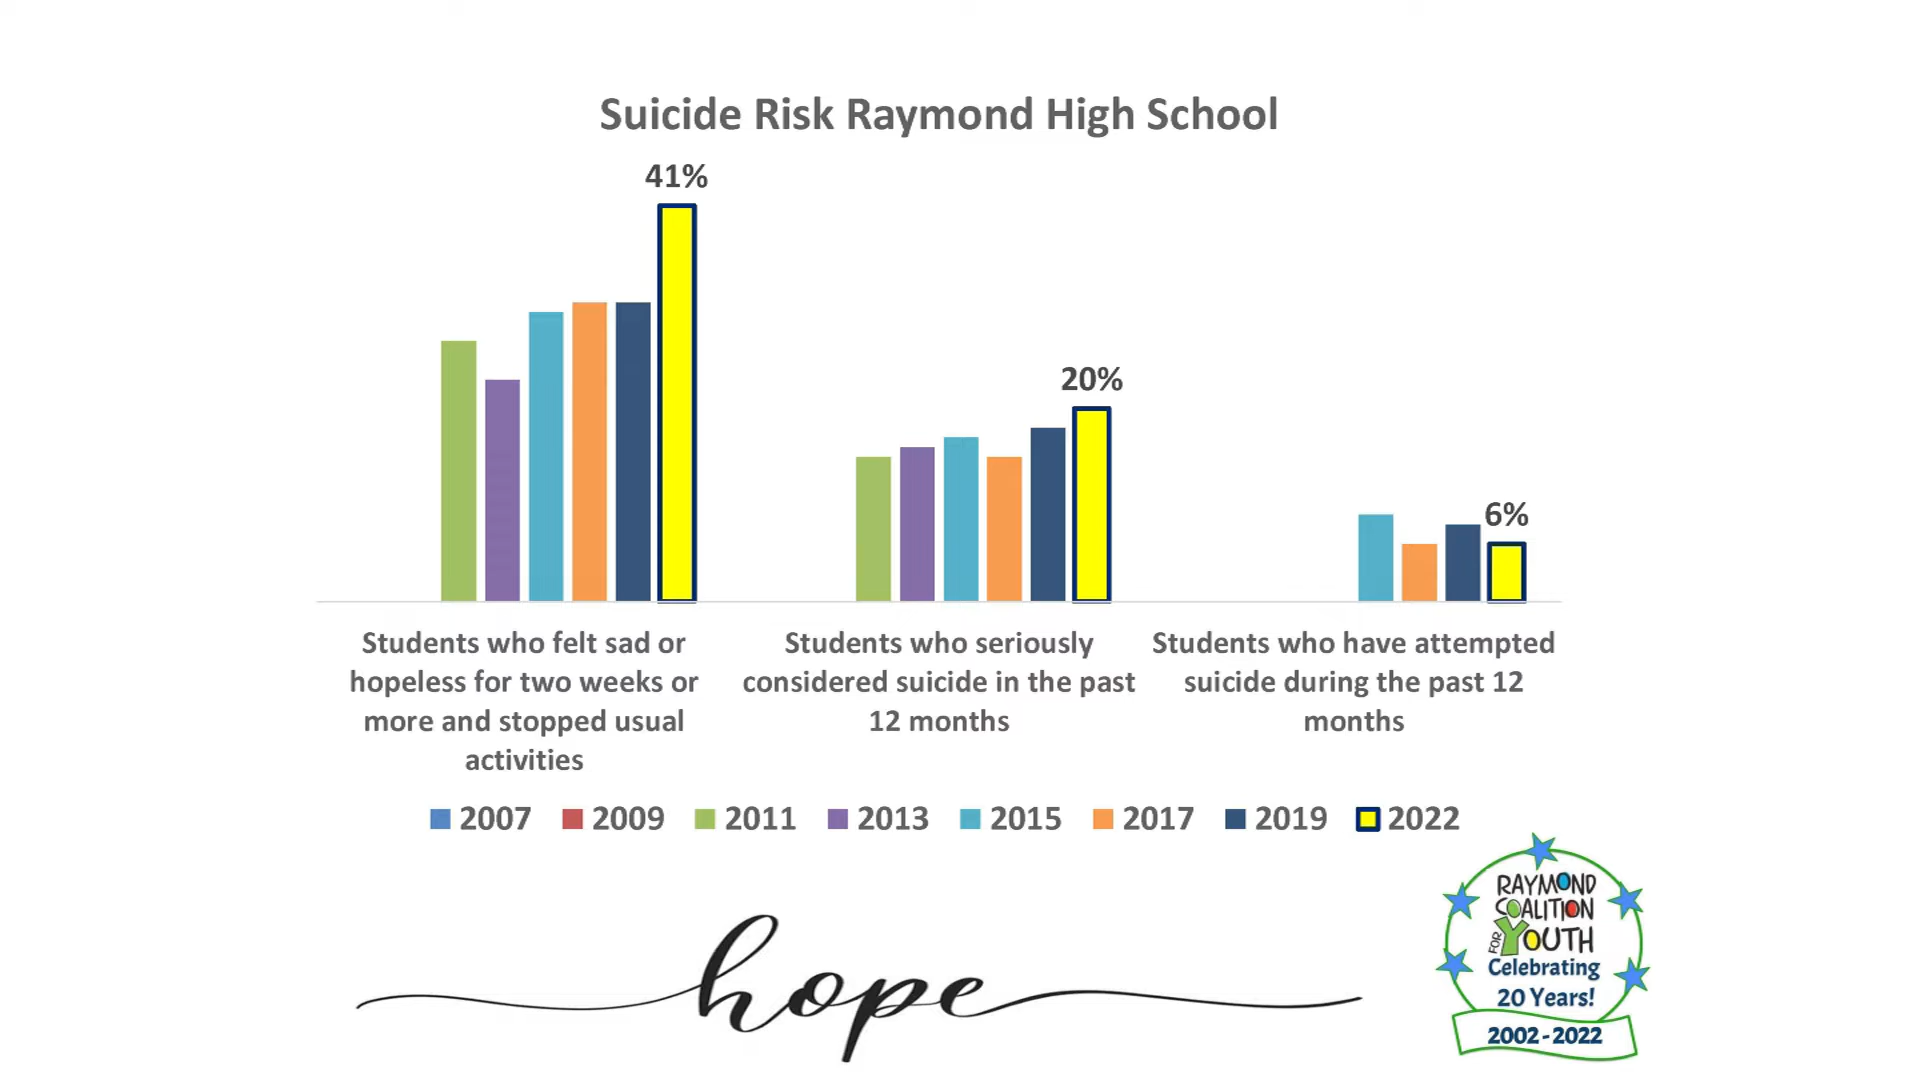 Suicide Risk Raymond High School
41%
20%
6%
Students who felt sad or
hopeless for two weeks or
more and stopped usual
activities
Students who seriously
considered suicide in the past
12 months
Students who have attempted
suicide during the past 12
months
2007 2009 2011 2013 2015 2017 2019 2022
hope
RAYMOND
COALITION
FOR YOUTH
Celebrating
20 Years!
2002-2022